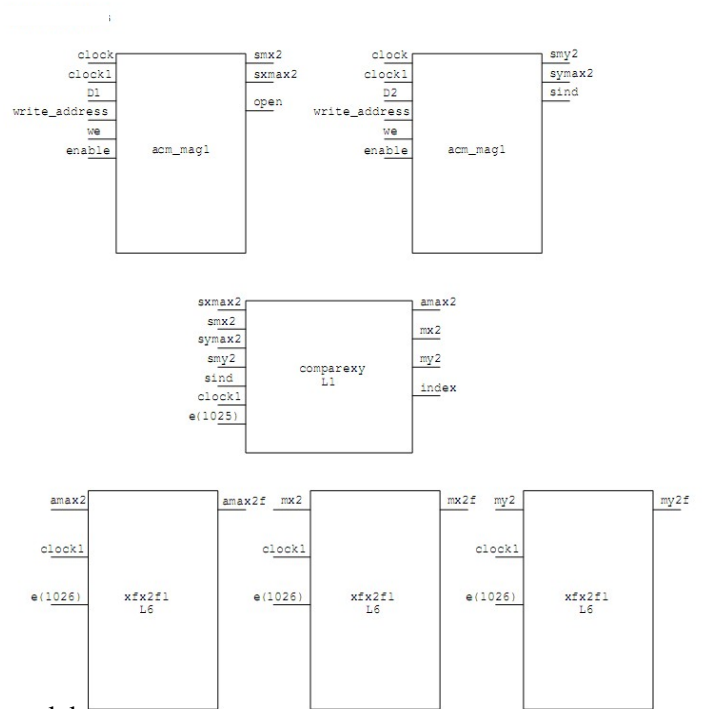 clock smx2 clock smy2
clock1 sxmax2 clock1 symax2
D1 open D2 sind
write_address write_address
we we
enable acm_mag1 enable acm_mag1
sxmax2 amax2
smx2 mx2
symax2
smy2 comparexy my2
sind L1 index
clock1
e(1025)
amax2 amax2f mx2 mx2f my2 my2f
clock1 clock1 clock1
e(1026) xfx2f1 e(1026) xfx2f1 e(1026) xfx2f1
L6 L6 L6